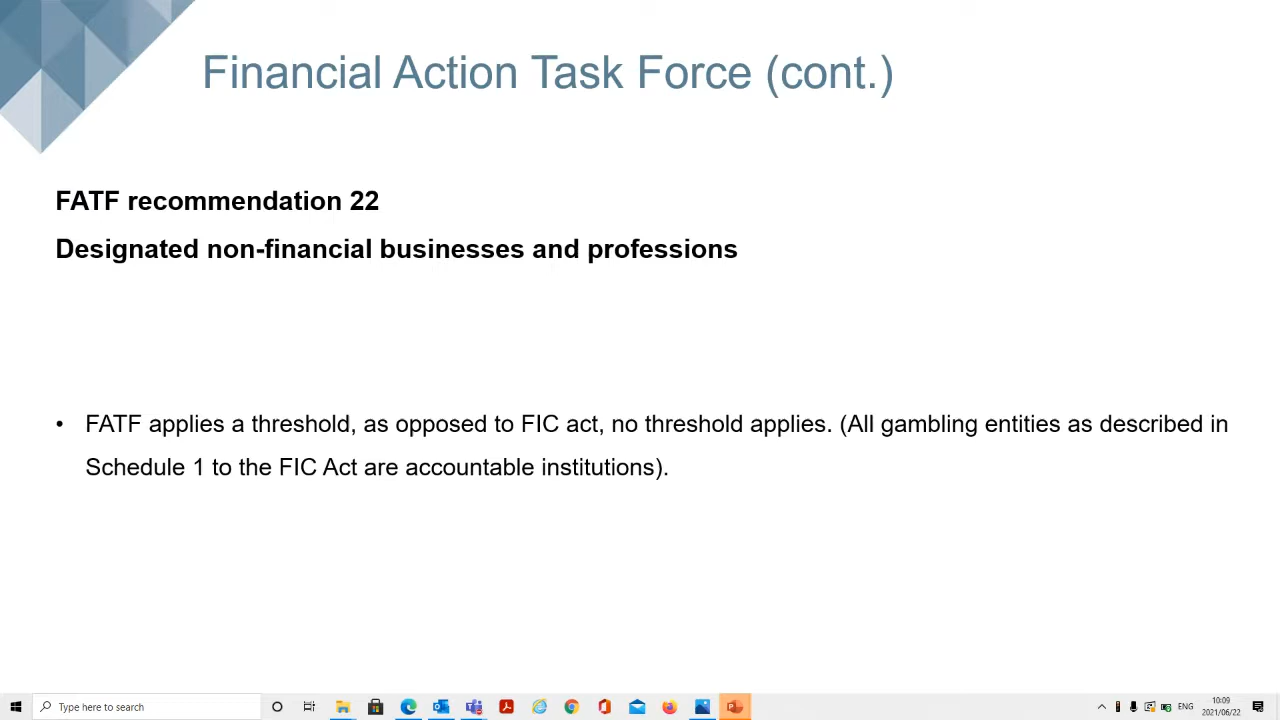 Financial Action Task Force (cont.)
FATF recommendation 22
Designated non-financial businesses and professions
• FATF applies a threshold, as opposed to FIC act, no threshold applies. (All gambling entities as described in
Schedule 1 to the FIC Act are accountable institutions).
Type here to search
ENG
10:09
2021/06/22